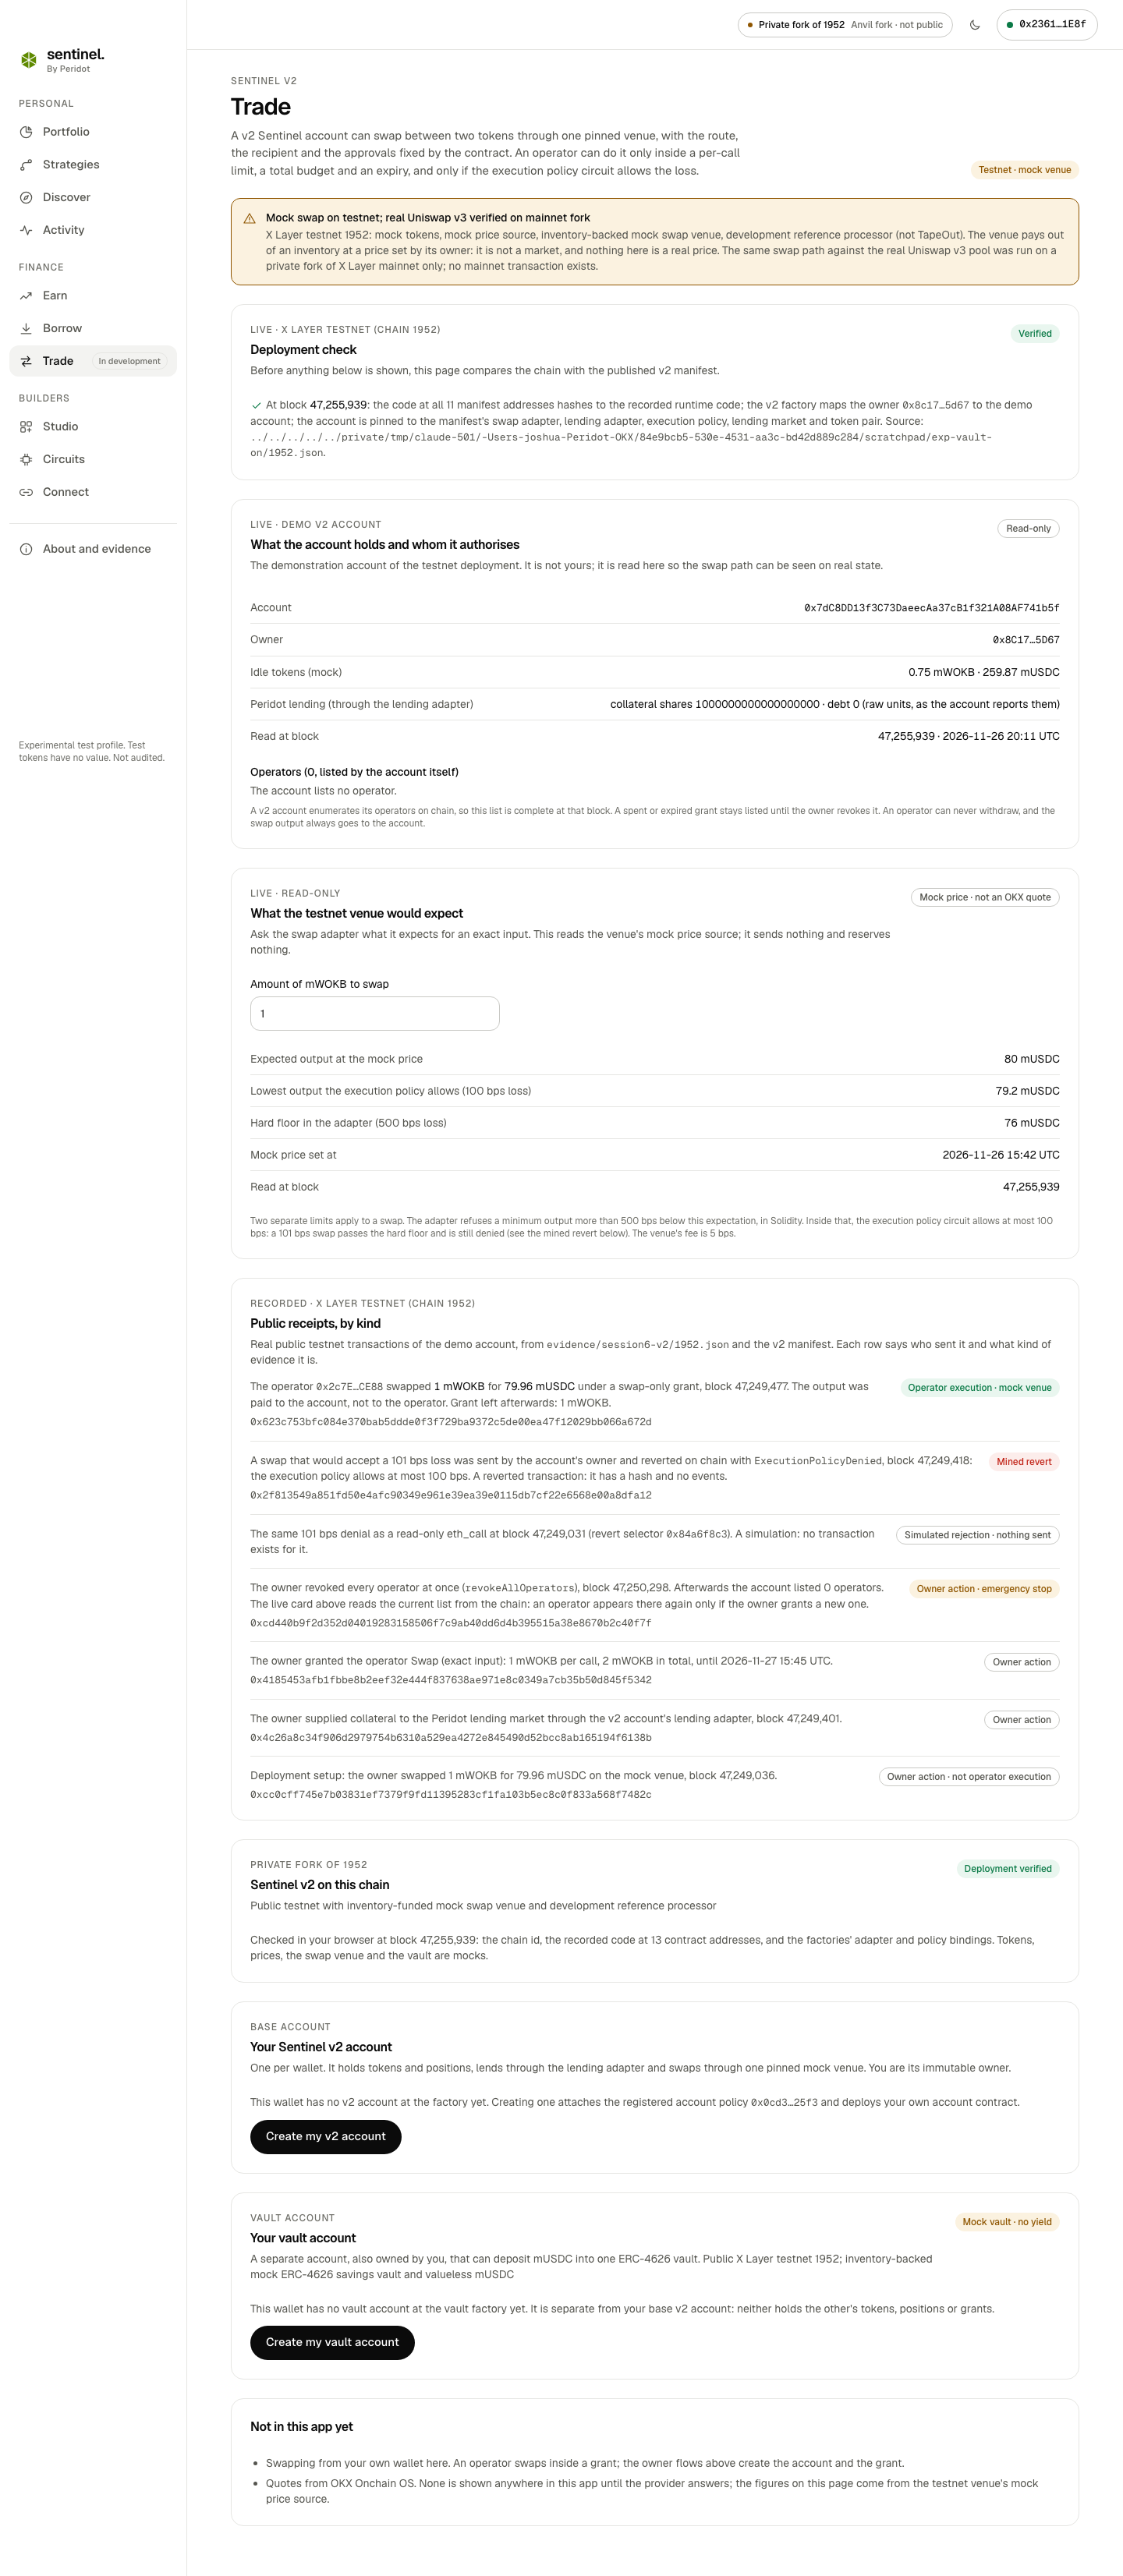 Private fork of 1952 Anvil fork · not public
0x2361…1E8f
sentinel.
By Peridot
PERSONAL
Portfolio
Strategies
Discover
Activity
FINANCE
Earn
Borrow
Trade In development
BUILDERS
Studio
Circuits
Connect
About and evidence
Experimental test profile. Test
tokens have no value. Not audited.
SENTINEL V2
Trade
A v2 Sentinel account can swap between two tokens through one pinned venue, with the route,
the recipient and the approvals fixed by the contract. An operator can do it only inside a per-call
limit, a total budget and an expiry, and only if the execution policy circuit allows the loss.
Testnet · mock venue
Mock swap on testnet; real Uniswap v3 verified on mainnet fork
X Layer testnet 1952: mock tokens, mock price source, inventory-backed mock swap venue, development reference processor (not TapeOut). The venue pays out
of an inventory at a price set by its owner: it is not a market, and nothing here is a real price. The same swap path against the real Uniswap v3 pool was run on a
private fork of X Layer mainnet only; no mainnet transaction exists.
LIVE · X LAYER TESTNET (CHAIN 1952)
Verified
Deployment check
Before anything below is shown, this page compares the chain with the published v2 manifest.
At block 47,255,939: the code at all 11 manifest addresses hashes to the recorded runtime code; the v2 factory maps the owner 0x8c17…5d67 to the demo
account; the account is pinned to the manifest's swap adapter, lending adapter, execution policy, lending market and token pair. Source:
../../../../../private/tmp/claude-501/-Users-joshua-Peridot-OKX/84e9bcb5-530e-4531-aa3c-bd42d889c284/scratchpad/exp-vault-
on/1952.json.
LIVE · DEMO V2 ACCOUNT
Read-only
What the account holds and whom it authorises
The demonstration account of the testnet deployment. It is not yours; it is read here so the swap path can be seen on real state.
Account 0x7dC8DD13f3C73DaeecAa37cB1f321A08AF741b5f
Owner 0x8C17…5D67
Idle tokens (mock) 0.75 mWOKB · 259.87 mUSDC
Peridot lending (through the lending adapter) collateral shares 1000000000000000000 · debt 0 (raw units, as the account reports them)
Read at block 47,255,939 · 2026-11-26 20:11 UTC
Operators (0, listed by the account itself)
The account lists no operator.
A v2 account enumerates its operators on chain, so this list is complete at that block. A spent or expired grant stays listed until the owner revokes it. An operator can never withdraw, and the
swap output always goes to the account.
LIVE · READ-ONLY
Mock price · not an OKX quote
What the testnet venue would expect
Ask the swap adapter what it expects for an exact input. This reads the venue's mock price source; it sends nothing and reserves
nothing.
Amount of mWOKB to swap
1
Expected output at the mock price 80 mUSDC
Lowest output the execution policy allows (100 bps loss) 79.2 mUSDC
Hard floor in the adapter (500 bps loss) 76 mUSDC
Mock price set at 2026-11-26 15:42 UTC
Read at block 47,255,939
Two separate limits apply to a swap. The adapter refuses a minimum output more than 500 bps below this expectation, in Solidity. Inside that, the execution policy circuit allows at most 100
bps: a 101 bps swap passes the hard floor and is still denied (see the mined revert below). The venue's fee is 5 bps.
RECORDED · X LAYER TESTNET (CHAIN 1952)
Public receipts, by kind
Real public testnet transactions of the demo account, from evidence/session6-v2/1952.json and the v2 manifest. Each row says who sent it and what kind of
evidence it is.
The operator 0x2c7E…CE88 swapped 1 mWOKB for 79.96 mUSDC under a swap-only grant, block 47,249,477. The output was
paid to the account, not to the operator. Grant left afterwards: 1 mWOKB.
0x623c753bfc084e370bab5ddde0f3f729ba9372c5de00ea47f12029bb066a672d
Operator execution · mock venue
A swap that would accept a 101 bps loss was sent by the account's owner and reverted on chain with ExecutionPolicyDenied, block 47,249,418:
the execution policy allows at most 100 bps. A reverted transaction: it has a hash and no events.
0x2f813549a851fd50e4afc90349e961e39ea39e0115db7cf22e6568e00a8dfa12
Mined revert
The same 101 bps denial as a read-only eth_call at block 47,249,031 (revert selector 0x84a6f8c3). A simulation: no transaction
exists for it.
Simulated rejection · nothing sent
The owner revoked every operator at once (revokeAllOperators), block 47,250,298. Afterwards the account listed 0 operators.
The live card above reads the current list from the chain: an operator appears there again only if the owner grants a new one.
0xcd440b9f2d352d04019283158506f7c9ab40dd6d4b395515a38e8670b2c40f7f
Owner action · emergency stop
The owner granted the operator Swap (exact input): 1 mWOKB per call, 2 mWOKB in total, until 2026-11-27 15:45 UTC.
0x4185453afb1fbbe8b2eef32e444f837638ae971e8c0349a7cb35b50d845f5342
Owner action
The owner supplied collateral to the Peridot lending market through the v2 account's lending adapter, block 47,249,401.
0x4c26a8c34f906d2979754b6310a529ea4272e845490d52bcc8ab165194f6138b
Owner action
Deployment setup: the owner swapped 1 mWOKB for 79.96 mUSDC on the mock venue, block 47,249,036.
0xcc0cff745e7b03831ef7379f9fd11395283cf1fa103b5ec8c0f833a568f7482c
Owner action · not operator execution
PRIVATE FORK OF 1952
Deployment verified
Sentinel v2 on this chain
Public testnet with inventory-funded mock swap venue and development reference processor
Checked in your browser at block 47,255,939: the chain id, the recorded code at 13 contract addresses, and the factories' adapter and policy bindings. Tokens,
prices, the swap venue and the vault are mocks.
BASE ACCOUNT
Your Sentinel v2 account
One per wallet. It holds tokens and positions, lends through the lending adapter and swaps through one pinned mock venue. You are its immutable owner.
This wallet has no v2 account at the factory yet. Creating one attaches the registered account policy 0x0cd3…25f3 and deploys your own account contract.
Create my v2 account
VAULT ACCOUNT
Mock vault · no yield
Your vault account
A separate account, also owned by you, that can deposit mUSDC into one ERC-4626 vault. Public X Layer testnet 1952; inventory-backed
mock ERC-4626 savings vault and valueless mUSDC
This wallet has no vault account at the vault factory yet. It is separate from your base v2 account: neither holds the other's tokens, positions or grants.
Create my vault account
Not in this app yet
• Swapping from your own wallet here. An operator swaps inside a grant; the owner flows above create the account and the grant.
• Quotes from OKX Onchain OS. None is shown anywhere in this app until the provider answers; the figures on this page come from the testnet venue's mock
price source.